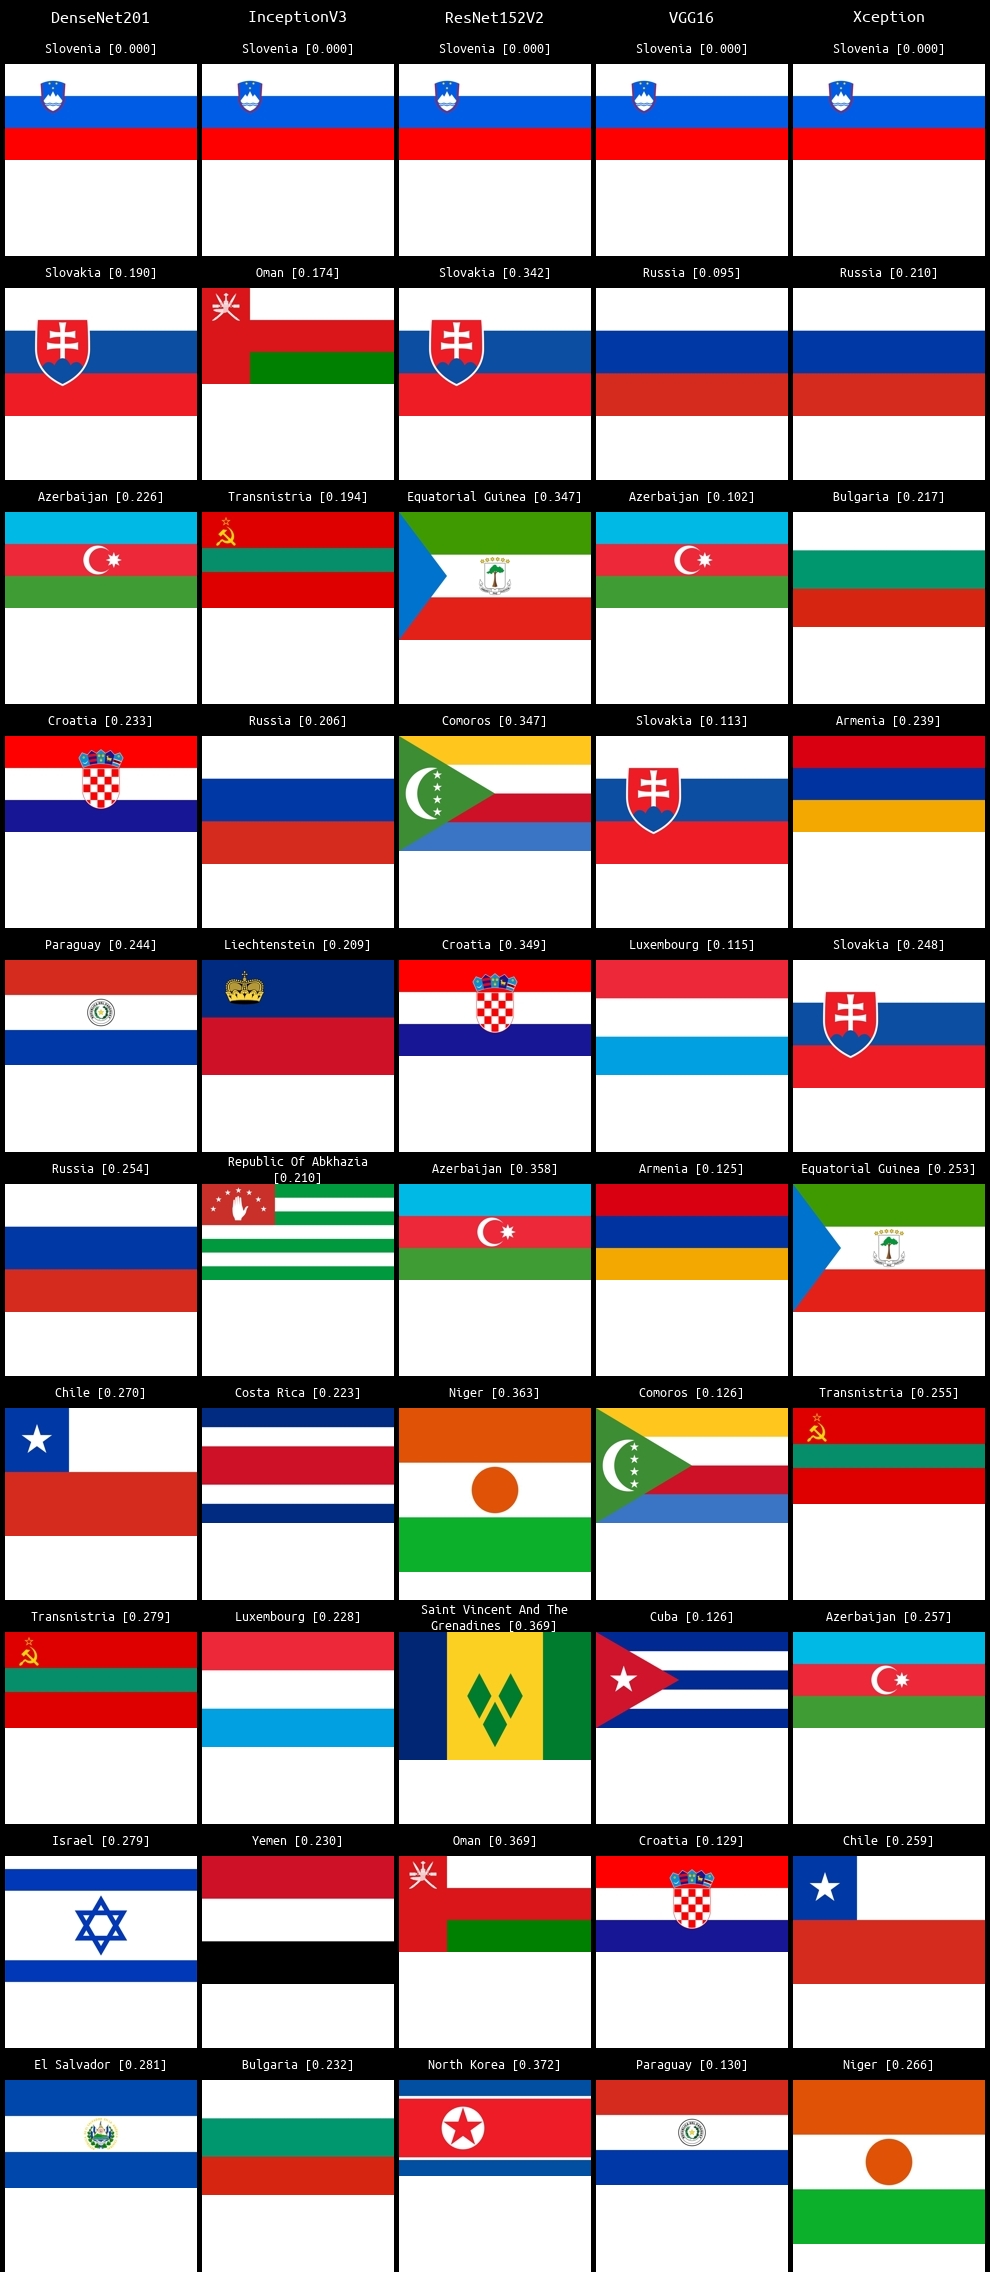 DenseNet201 InceptionV3 ResNet152V2 VGG16 Xception
Slovenia [0.000] Slovenia [0.000] Slovenia [0.000] Slovenia [0.000] Slovenia [0.000]
Slovakia [0.190] Oman [0.174] Slovakia [0.342] Russia [0.095] Russia [0.210]
Azerbaijan [0.226] Transnistria [0.194] Equatorial Guinea [0.347] Azerbaijan [0.102] Bulgaria [0.217]
Croatia [0.233] Russia [0.206] Comoros [0.347] Slovakia [0.113] Armenia [0.239]
Paraguay [0.244] Liechtenstein [0.209] Croatia [0.349] Luxembourg [0.115] Slovakia [0.248]
Russia [0.254] Republic Of Abkhazia
[0.210] Azerbaijan [0.358] Armenia [0.125] Equatorial Guinea [0.253]
Chile [0.270] Costa Rica [0.223] Niger [0.363] Comoros [0.126] Transnistria [0.255]
Transnistria [0.279] Luxembourg [0.228] Saint Vincent And The
Grenadines [0.369] Cuba [0.126] Azerbaijan [0.257]
Israel [0.279] Yemen [0.230] Oman [0.369] Croatia [0.129] Chile [0.259]
El Salvador [0.281] Bulgaria [0.232] North Korea [0.372] Paraguay [0.130] Niger [0.266]